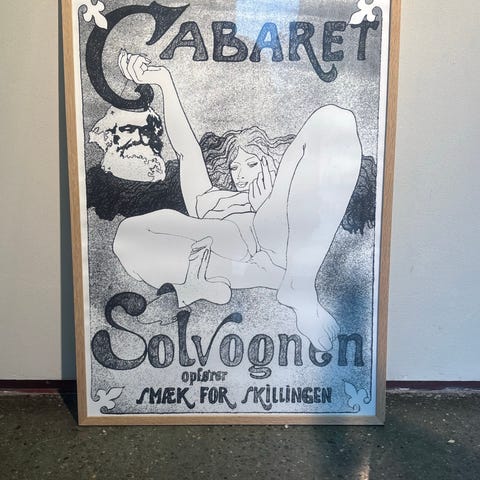 CABARET
Solvognen
opfører
SMÆK FOR SKILLINGEN